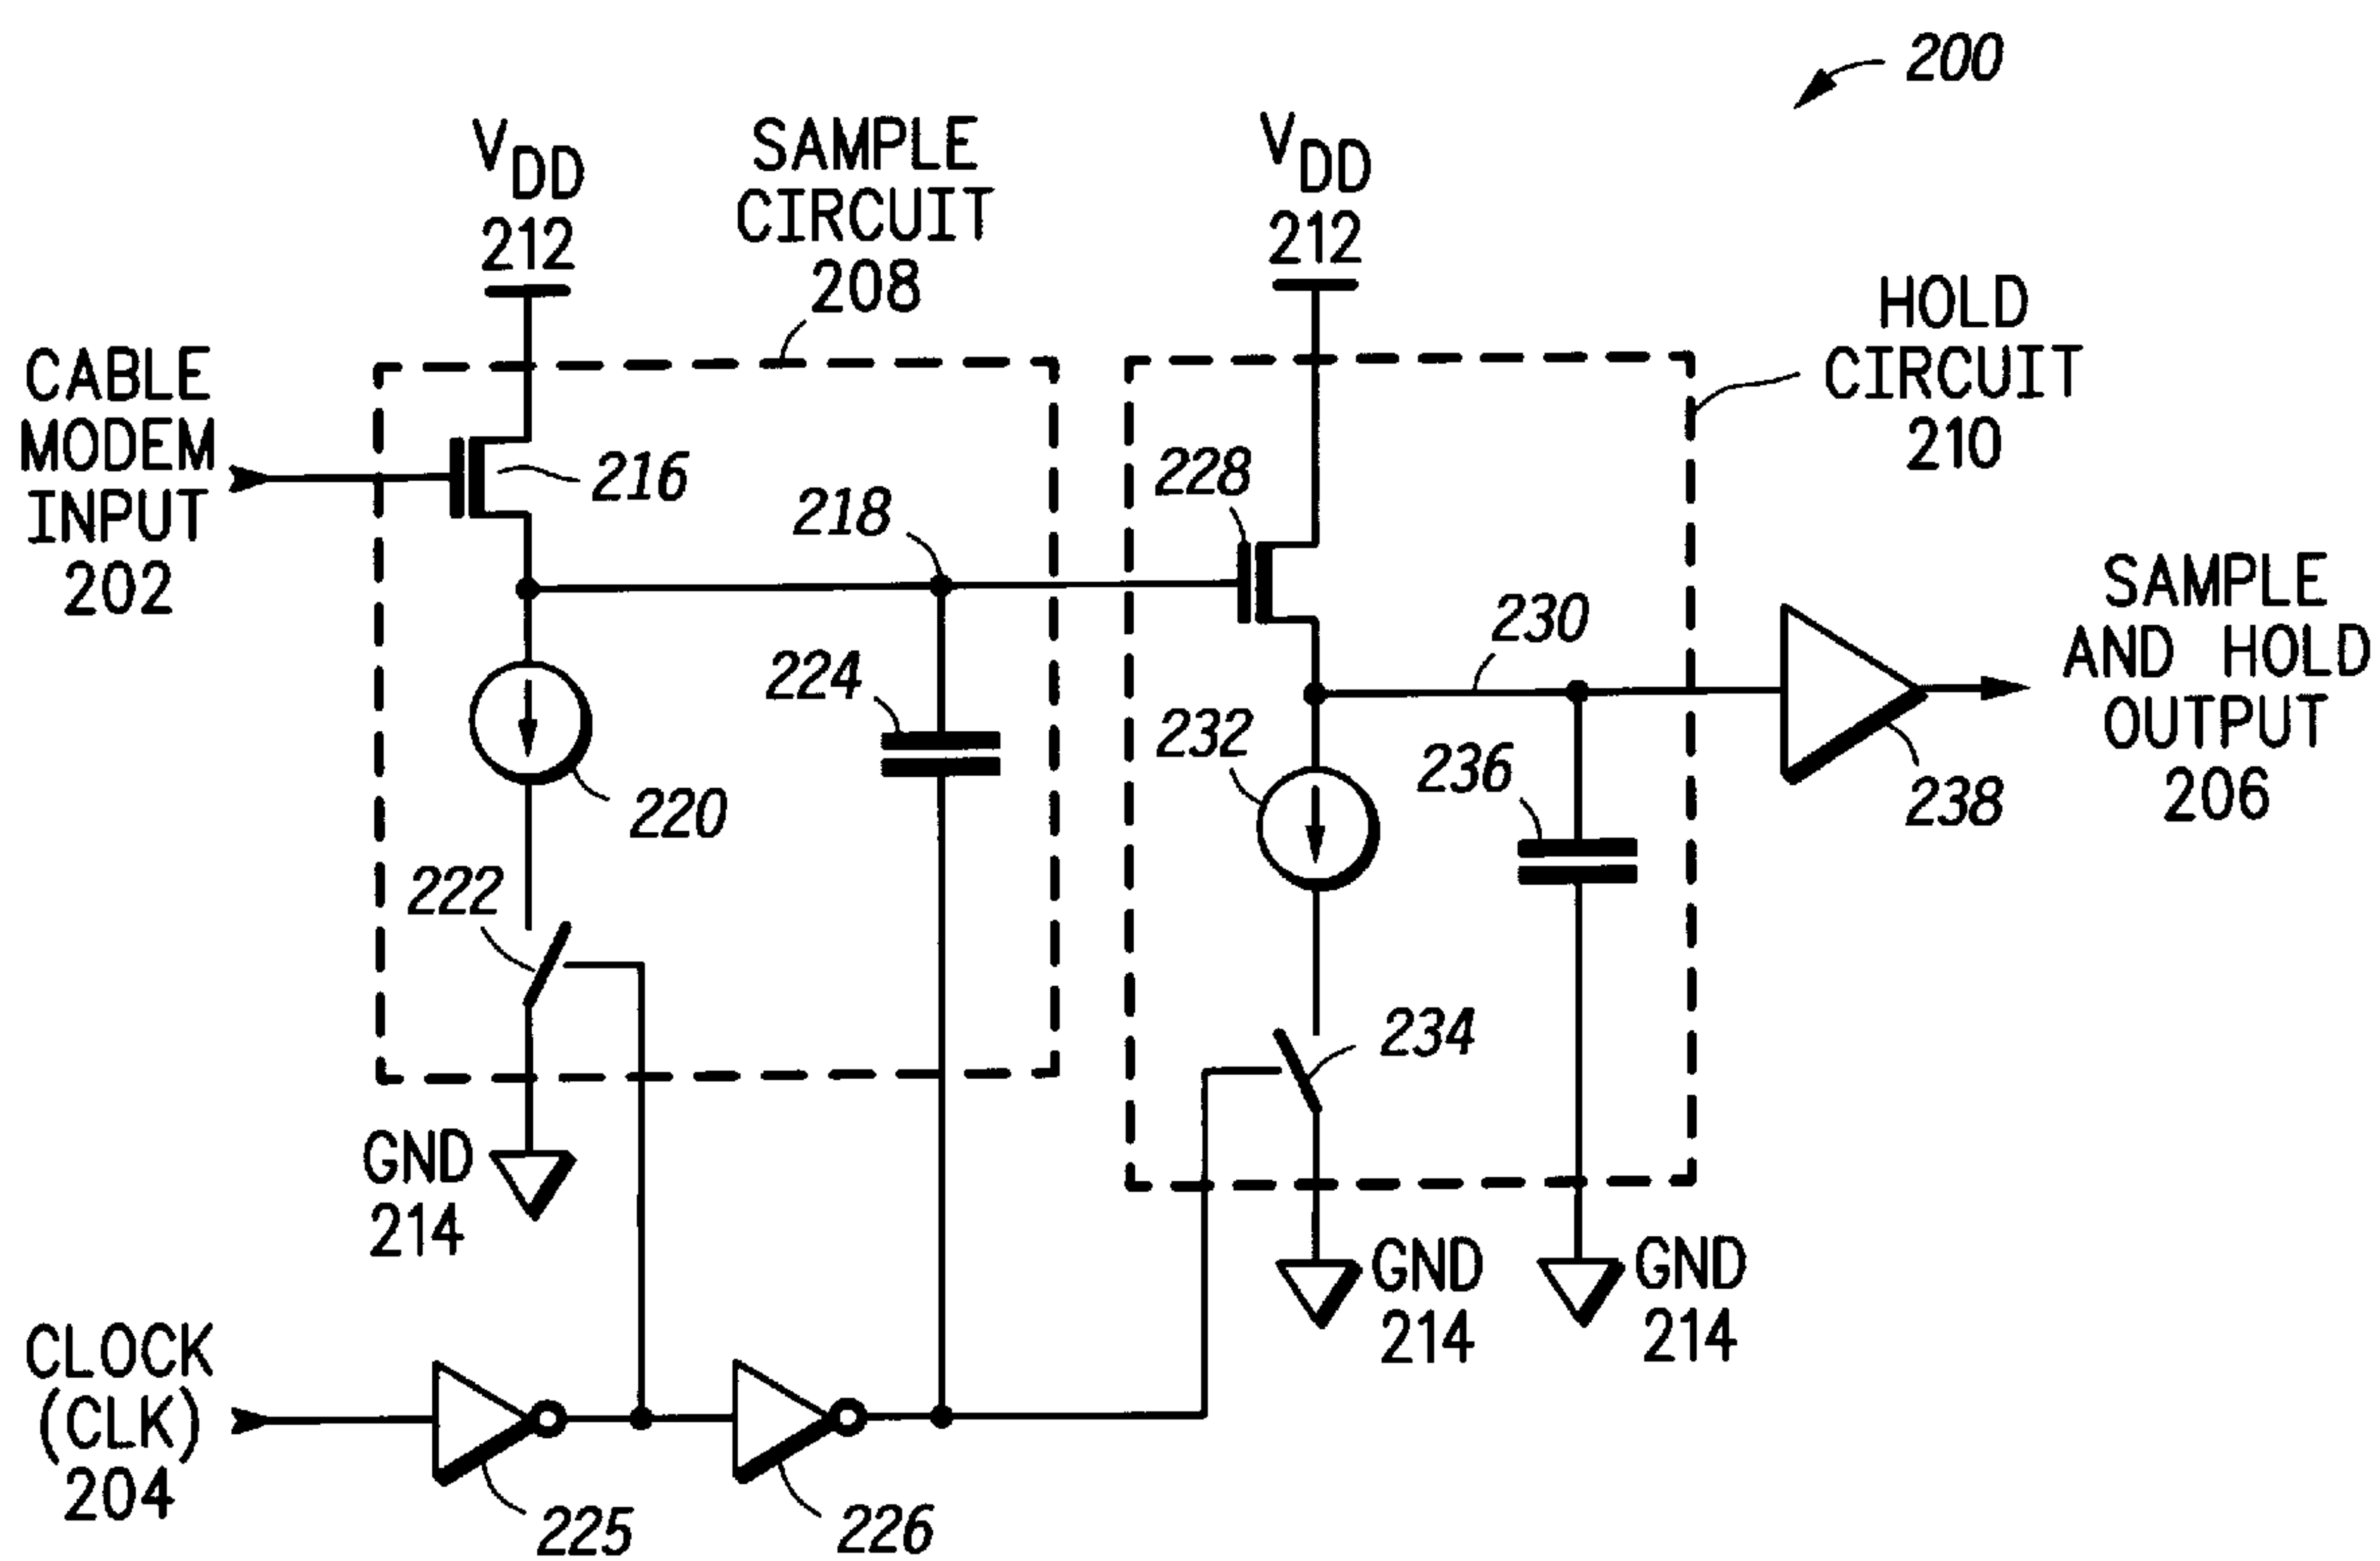 200
VDD
212
SAMPLE
CIRCUIT
208
VDD
212
HOLD
CIRCUIT
210
CABLE
MODEM
INPUT
202
216
218
228
230
SAMPLE
AND HOLD
OUTPUT
206
224
220
232
236
238
222
234
GND
214
GND
214
GND
214
CLOCK
(CLK)
204
225
226